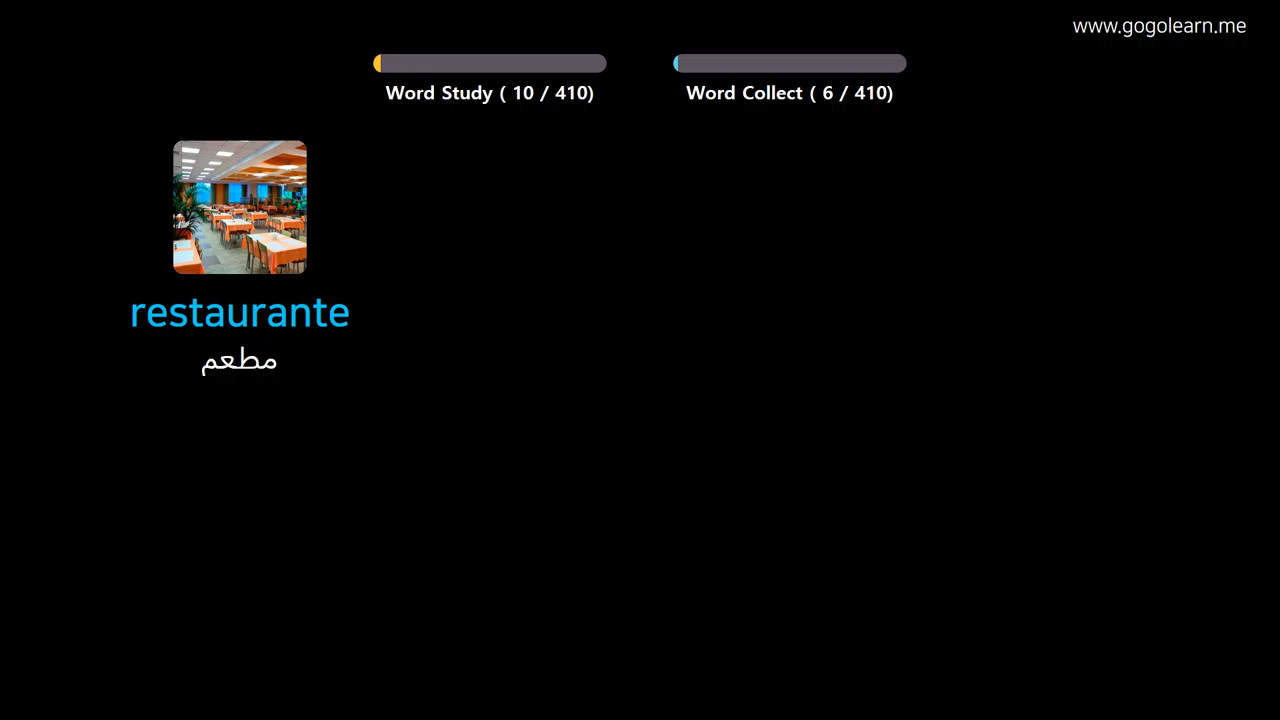 www.gogolearn.me
Word Study ( 10 / 410)
Word Collect ( 6 / 410)
restaurante
مطعم